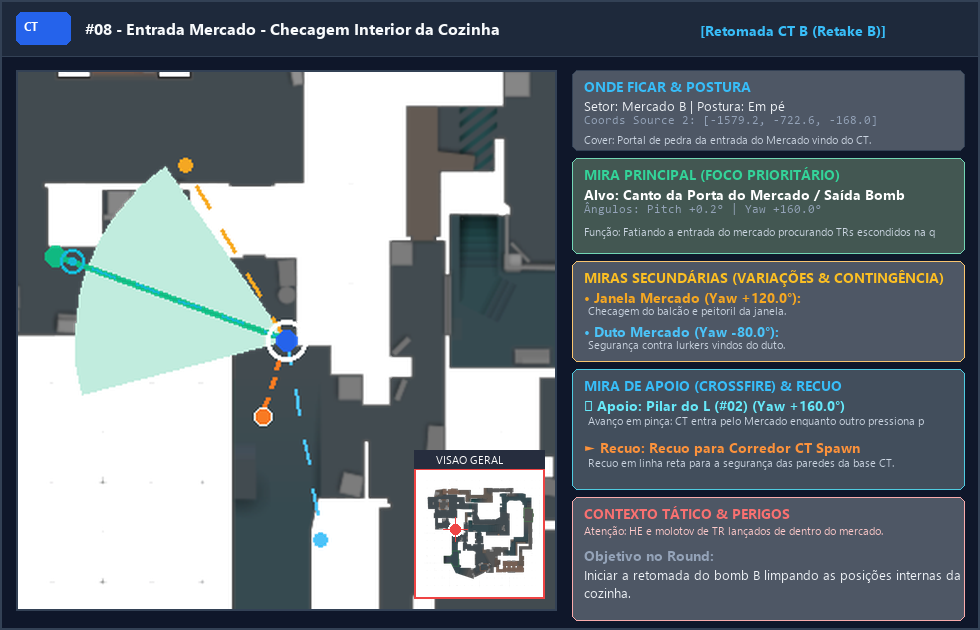 CT
#08 - Entrada Mercado - Checagem Interior da Cozinha
[Retomada CT B (Retake B)]
ONDE FICAR & POSTURA
Setor: Mercado B | Postura: Em pé
Coords Source 2: [-1579.2, -722.6, -168.0]
Cover: Portal de pedra da entrada do Mercado vindo do CT.
MIRA PRINCIPAL (FOCO PRIORITÁRIO)
Alvo: Canto da Porta do Mercado / Saída Bomb
Ângulos: Pitch +0.2° | Yaw +160.0°
Função: Fatiando a entrada do mercado procurando TRs escondidos na q
MIRAS SECUNDÁRIAS (VARIAÇÕES & CONTINGÊNCIA)
• Janela Mercado (Yaw +120.0°):
Checagem do balcão e peitoril da janela.
• Duto Mercado (Yaw -80.0°):
Segurança contra lurkers vindos do duto.
MIRA DE APOIO (CROSSFIRE) & RECUO
Apoio: Pilar do L (#02) (Yaw +160.0°)
Avanço em pinça: CT entra pelo Mercado enquanto outro pressiona p
► Recuo: Recuo para Corredor CT Spawn
Recuo em linha reta para a segurança das paredes da base CT.
CONTEXTO TÁTICO & PERIGOS
Atenção: HE e molotov de TR lançados de dentro do mercado.
Objetivo no Round:
Iniciar a retomada do bomb B limpando as posições internas da
cozinha.
VISAO GERAL